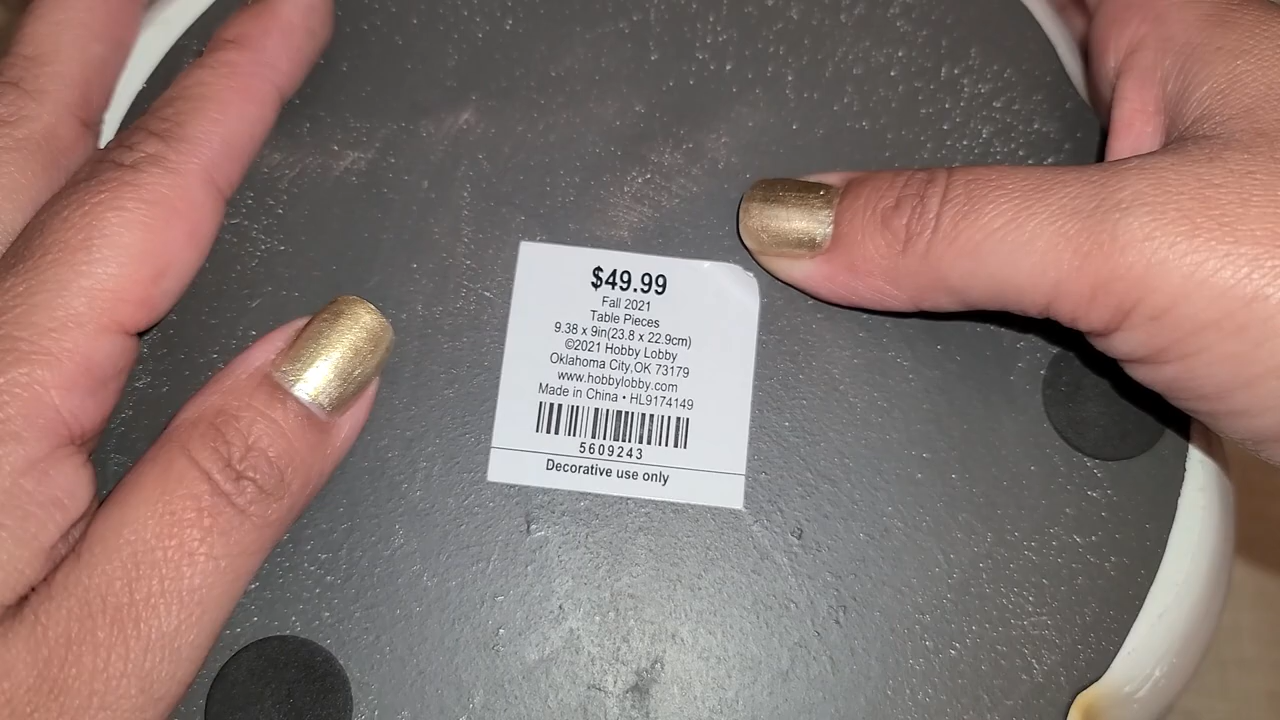 $49.99
Fall 2021
Table Pieces
9.38 x 9in(23.8 x 22.9cm)
©2021 Hobby Lobby
Oklahoma City,OK 73179
www.hobbylobby.com
Made in China • HL9174149
5609243
Decorative use only